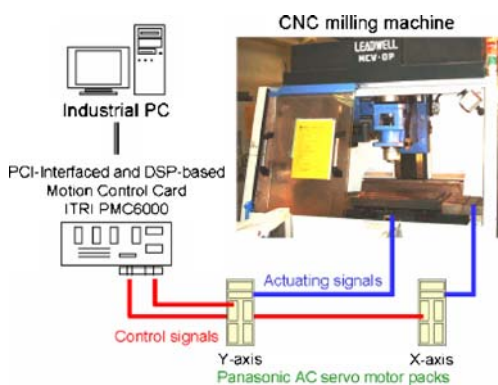 CNC milling machine
LEADWELL
MCV-OP
Industrial PC
PCI-Interfaced and DSP-based
Motion Control Card
ITRI PMC6000
Actuating signals
Control signals
Y-axis
X-axis
Panasonic AC servo motor packs